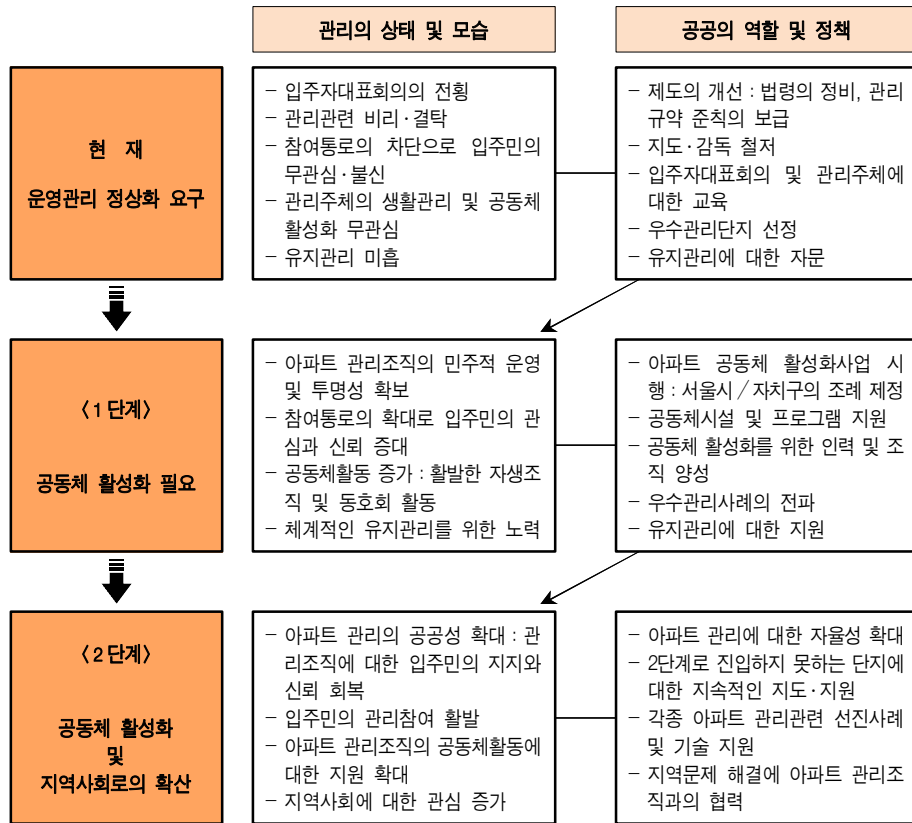 관리의 상태 및 모습
공공의 역할 및 정책
현 재
운영관리 정상화 요구
- 입주자대표회의의 전횡
- 관리관련 비리·결탁
- 참여통로의 차단으로 입주민의
무관심·불신
- 관리주체의 생활관리 및 공동체
활성화 무관심
- 유지관리 미흡
- 제도의 개선 : 법령의 정비, 관리
규약 준칙의 보급
- 지도·감독 철저
- 입주자대표회의 및 관리주체에
대한 교육
- 우수관리단지 선정
- 유지관리에 대한 자문
〈1단계〉
공동체 활성화 필요
- 아파트 관리조직의 민주적 운영
및 투명성 확보
- 참여통로의 확대로 입주민의 관
심과 신뢰 증대
- 공동체활동 증가 : 활발한 자생조
직 및 동호회 활동
- 체계적인 유지관리를 위한 노력
- 아파트 공동체 활성화사업 시
행 : 서울시 / 자치구의 조례 제정
- 공동체시설 및 프로그램 지원
- 공동체 활성화를 위한 인력 및 조
직 양성
- 우수관리사례의 전파
- 유지관리에 대한 지원
〈2단계〉
공동체 활성화
및
지역사회로의 확산
- 아파트 관리의 공공성 확대 : 관
리조직에 대한 입주민의 지지와
신뢰 회복
- 입주민의 관리참여 활발
- 아파트 관리조직의 공동체활동에
대한 지원 확대
- 지역사회에 대한 관심 증가
- 아파트 관리에 대한 자율성 확대
- 2단계로 진입하지 못하는 단지에
대한 지속적인 지도·지원
- 각종 아파트 관리관련 선진사례
및 기술 지원
- 지역문제 해결에 아파트 관리조
직과의 협력